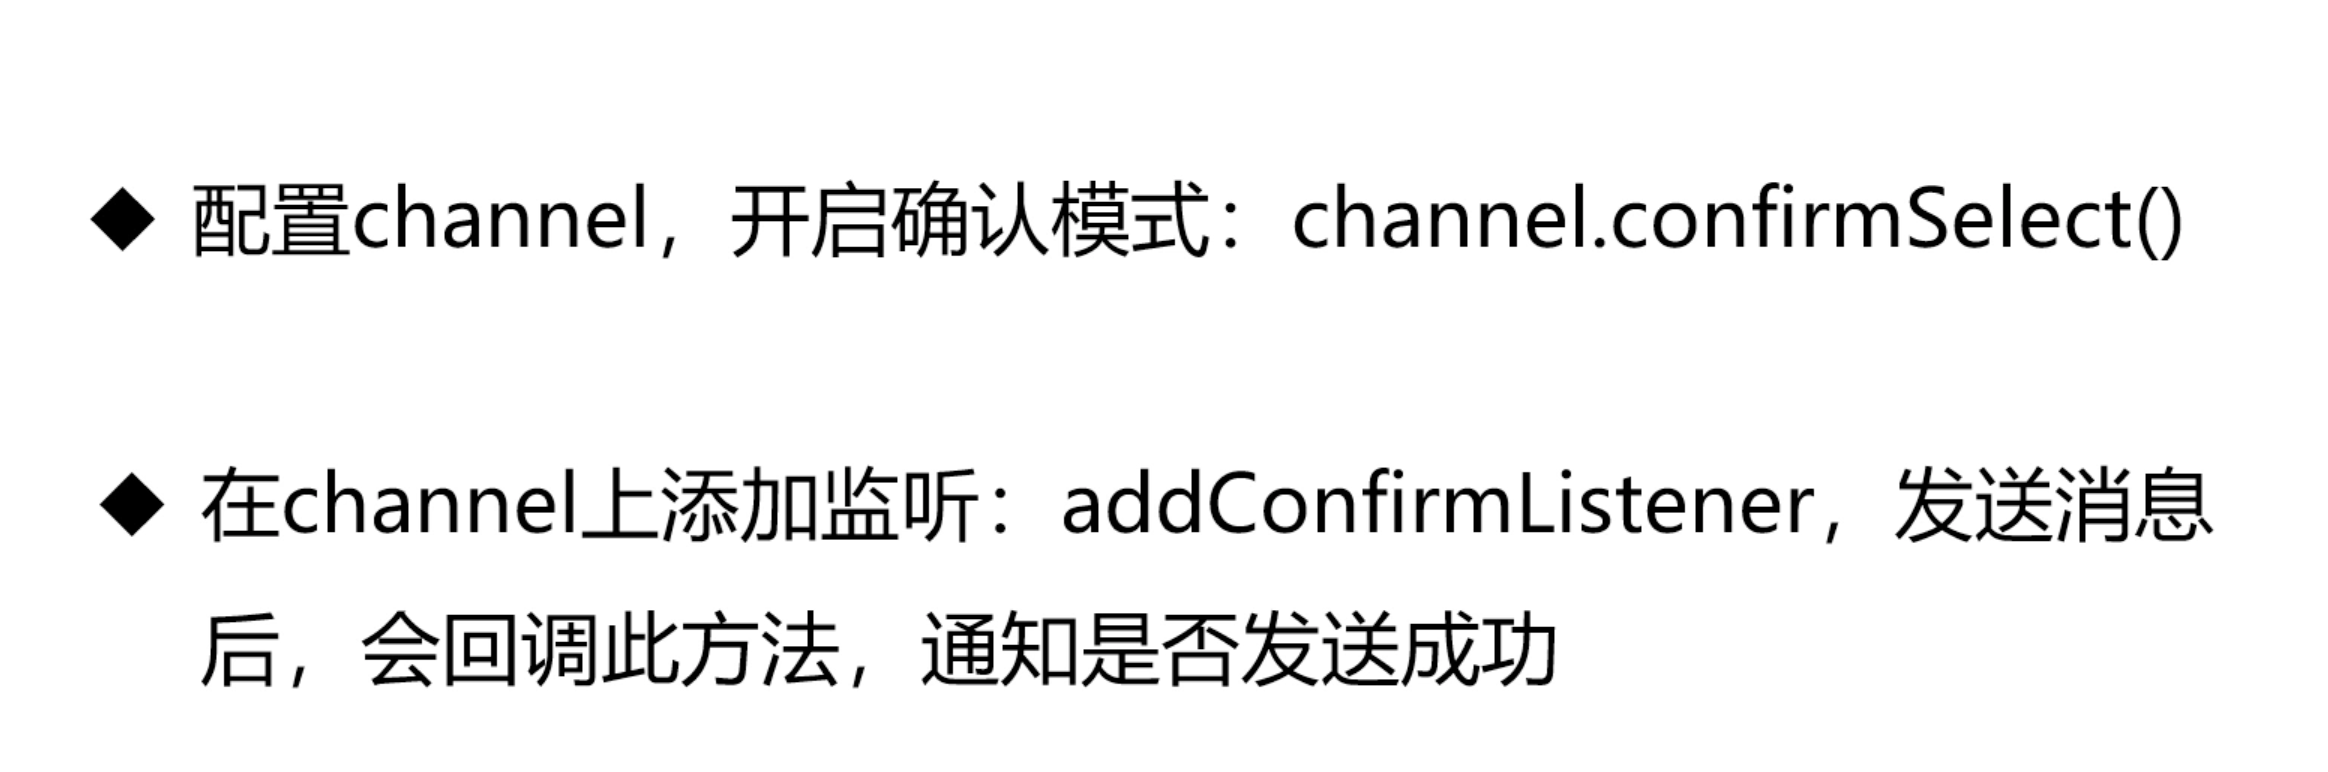 ◆ 配置channel，开启确认模式：channel.confirmSelect()
◆ 在channel上添加监听：addConfirmListener，发送消息
后，会回调此方法，通知是否发送成功